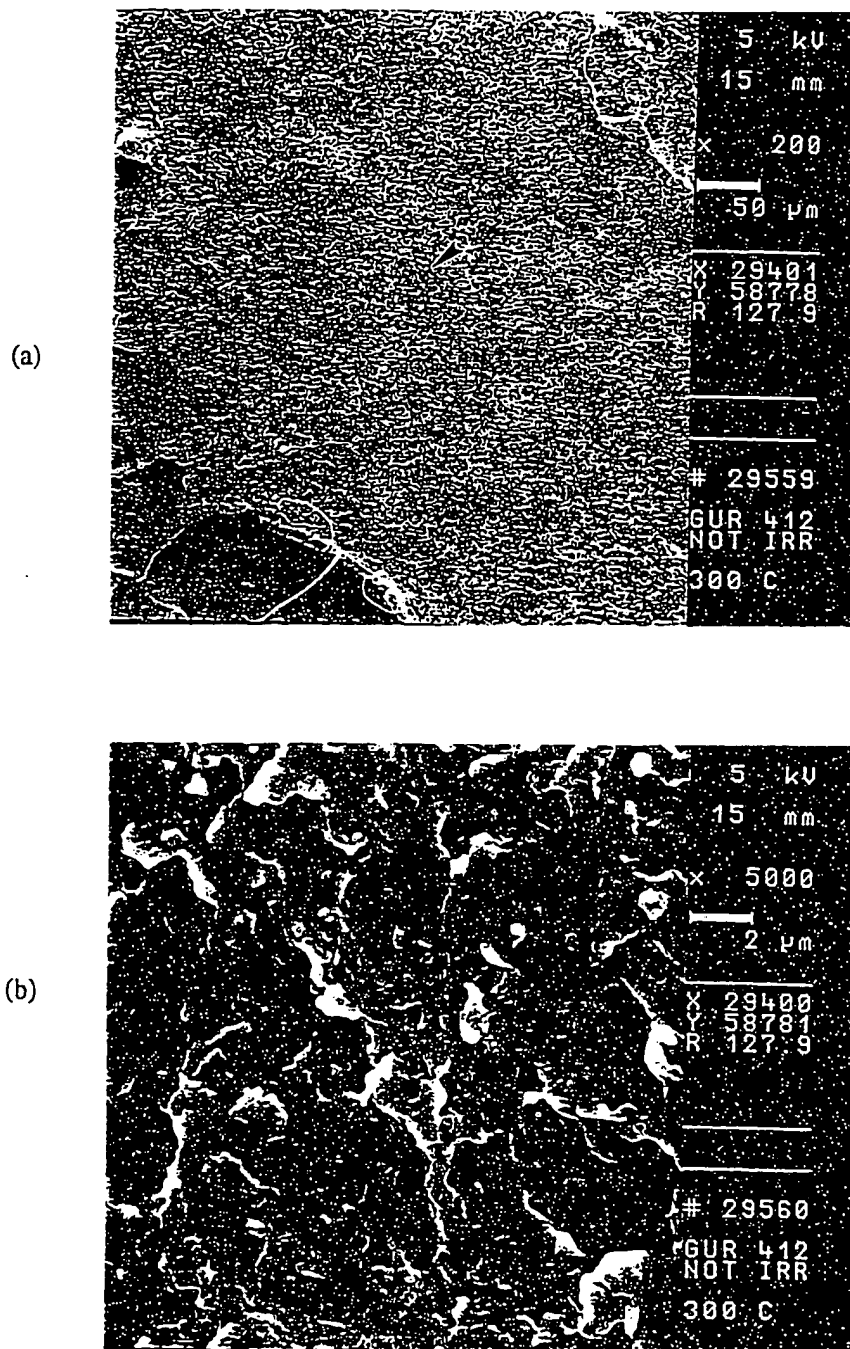 (a)
5 kV
15 mm
x 200
50 µm
X 29401
Y 58778
R 127.9
# 29559
GUR 412
NOT IRR
300 C
(b)
5 kV
15 mm
x 5000
2 µm
X 29400
Y 58781
R 127.9
# 29560
GUR 412
NOT IRR
300 C